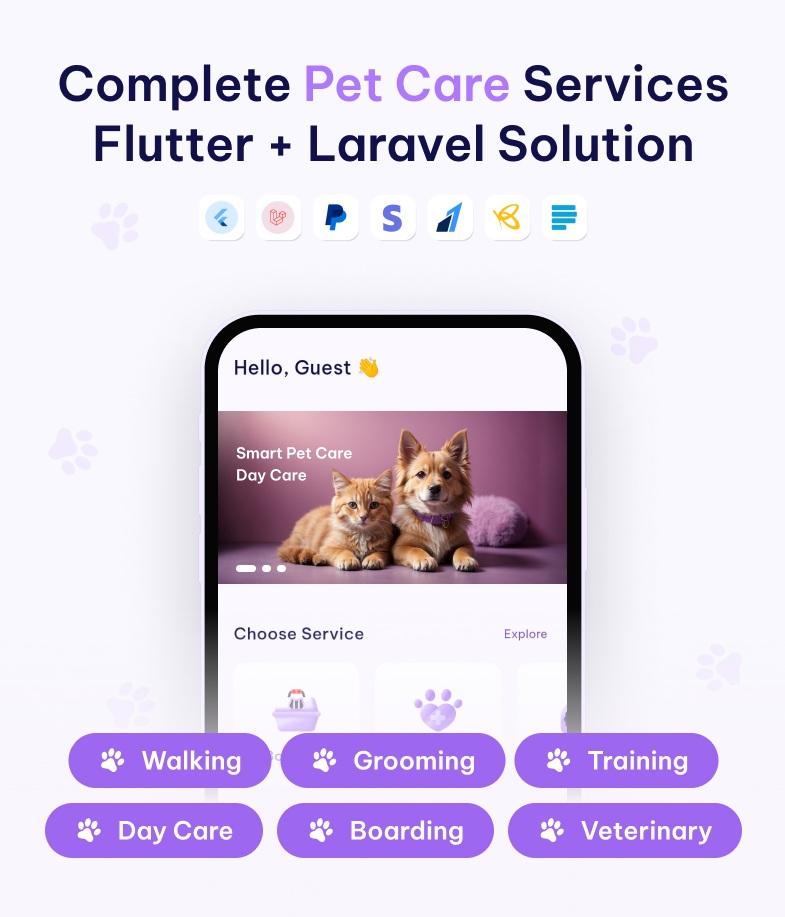 Complete Pet Care Services
Flutter + Laravel Solution
Hello, Guest 👋
Smart Pet Care
Day Care
Choose Service
Explore
Walking
Grooming
Training
Day Care
Boarding
Veterinary